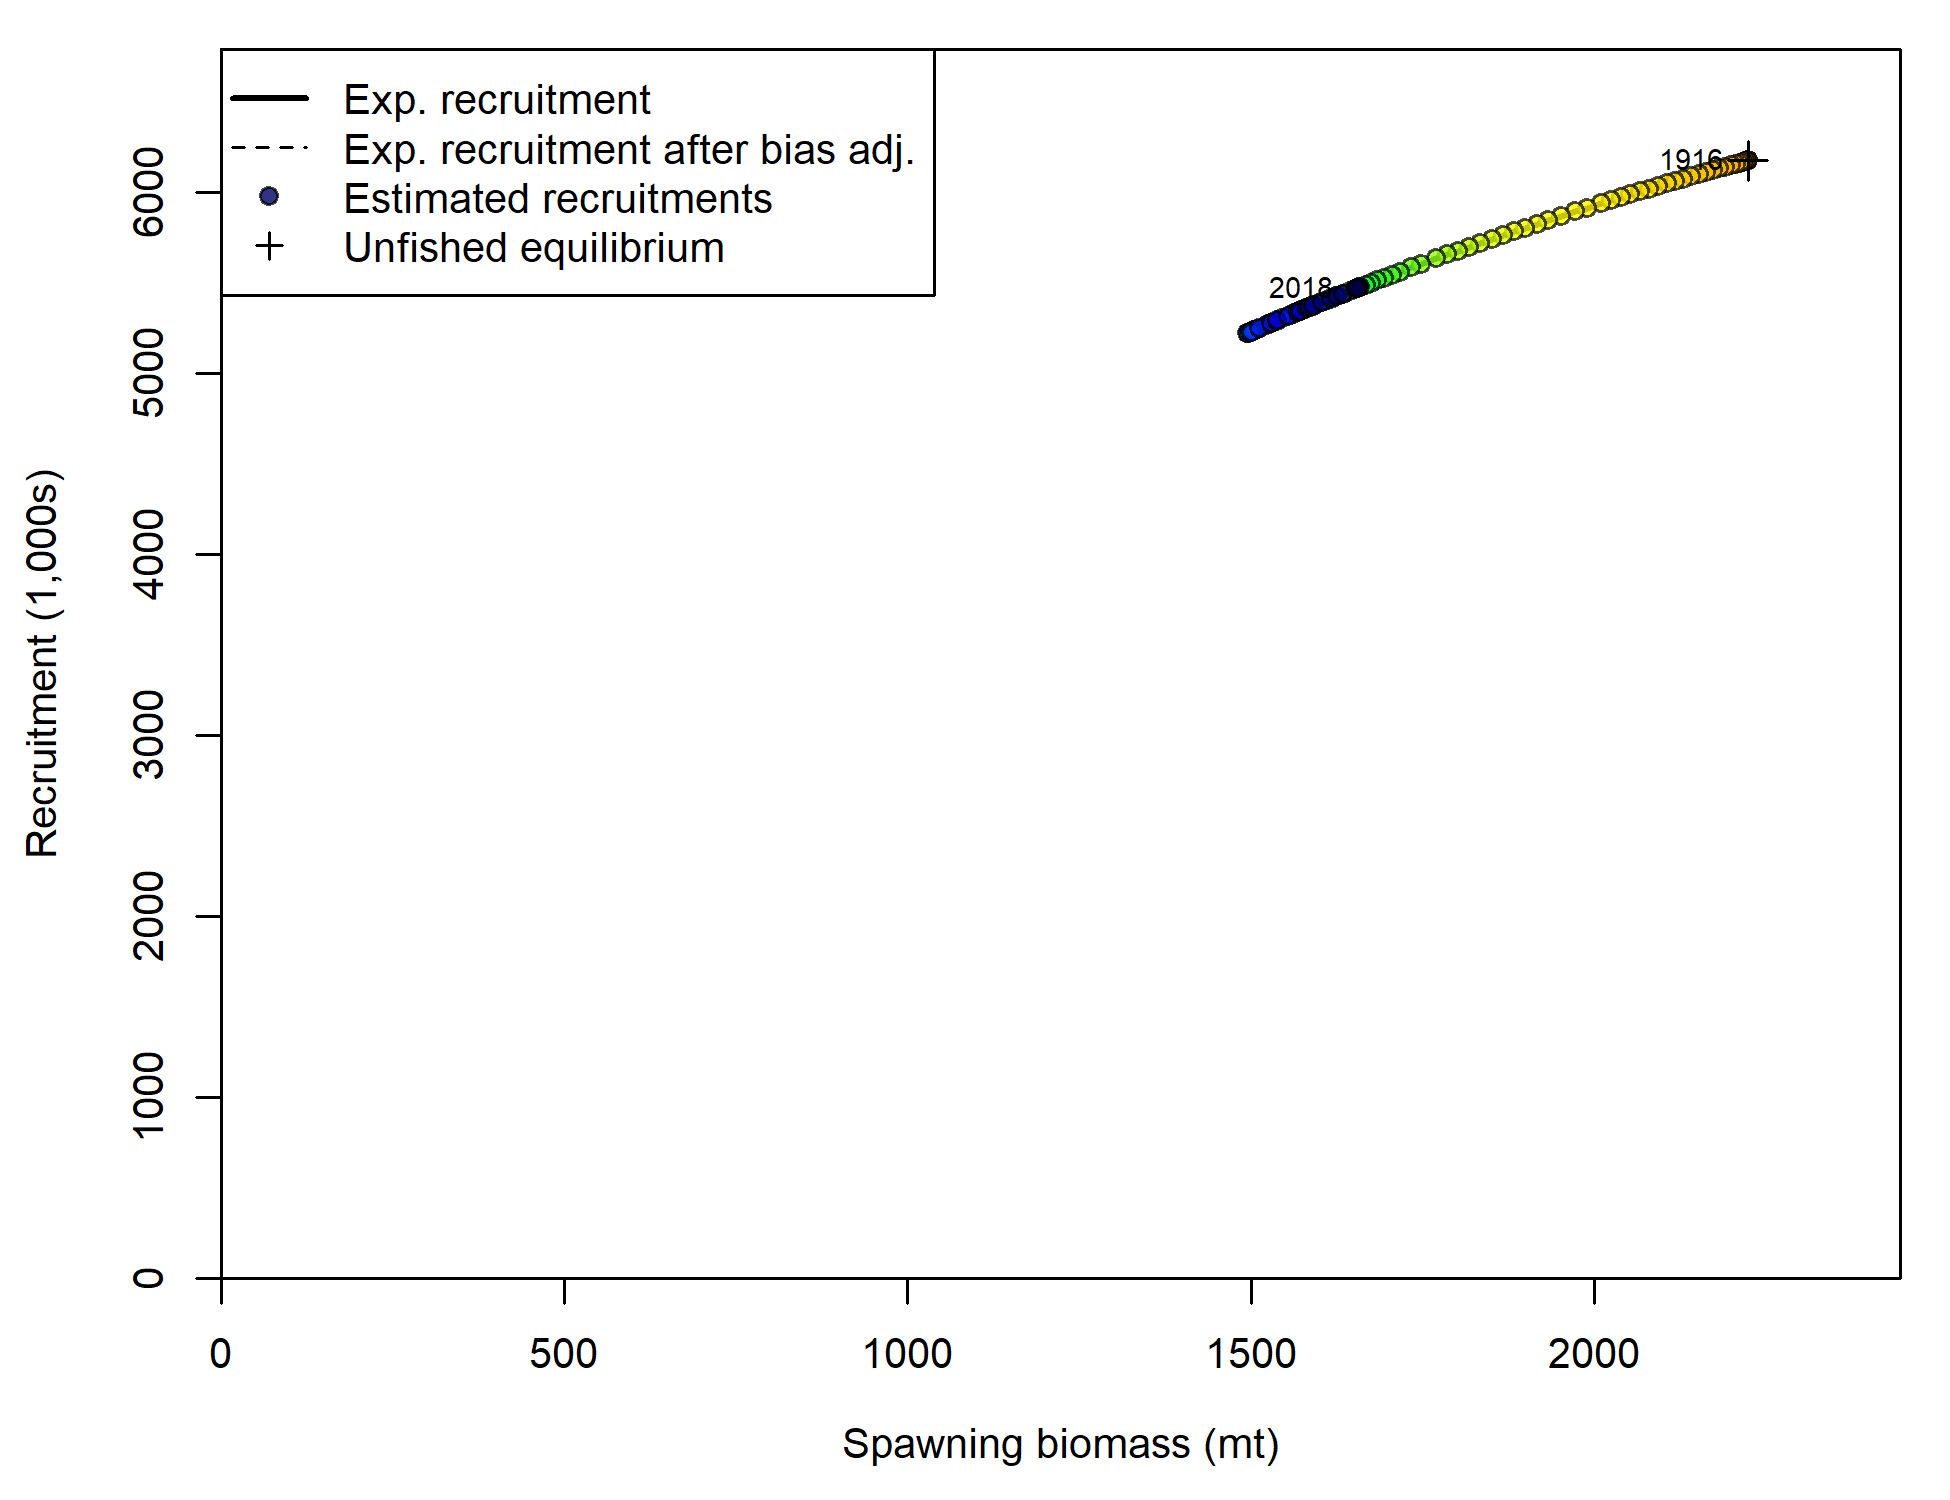 Exp. recruitment
Exp. recruitment after bias adj.
Estimated recruitments
Unfished equilibrium
1916
2018
6000
5000
4000
3000
2000
1000
0
Recruitment (1,000s)
0 500 1000 1500 2000
Spawning biomass (mt)